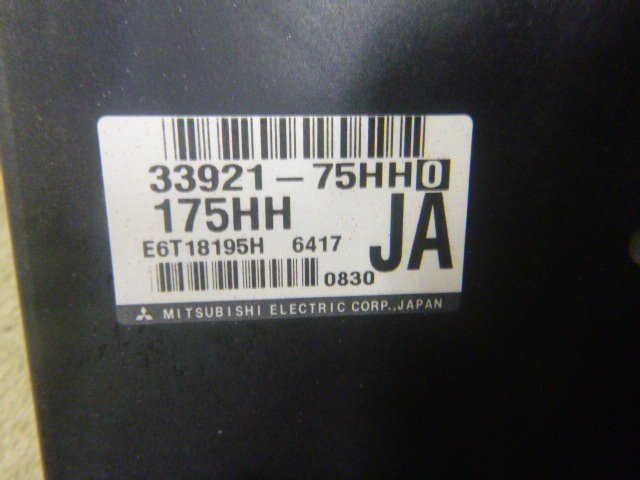 33921-75HH0
175HH
JA
E6T18195H 6417
0830
MITSUBISHI ELECTRIC CORP.,JAPAN